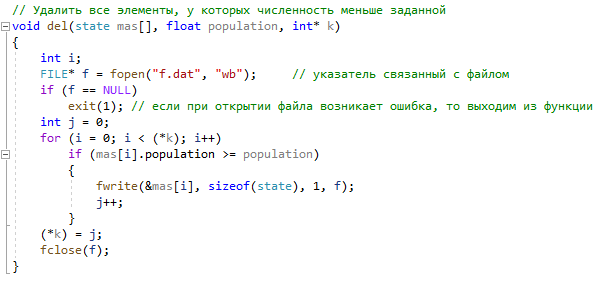 // Удалить все элементы, у которых численность меньше заданной
void del(state mas[], float population, int* k)
{
    int i;
    FILE* f = fopen("f.dat", "wb");     // указатель связанный с файлом
    if (f == NULL)
        exit(1); // если при открытии файла возникает ошибка, то выходим из функции
    int j = 0;
    for (i = 0; i < (*k); i++)
        if (mas[i].population >= population)
        {
            fwrite(&mas[i], sizeof(state), 1, f);
            j++;
        }
    (*k) = j;
    fclose(f);
}